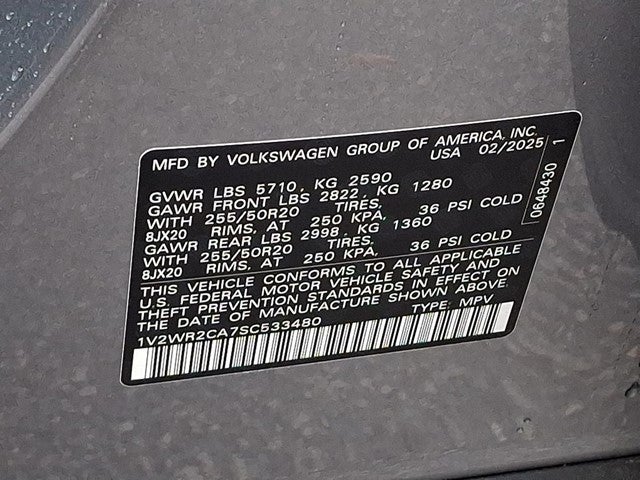 MFD BY VOLKSWAGEN GROUP OF AMERICA, INC.
USA 02/2025
GVWR LBS 5710, KG 2590
GAWR FRONT LBS 2822, KG 1280
WITH 255/50R20 TIRES,
8JX20 RIMS, AT 250 KPA, 36 PSI COLD
GAWR REAR LBS 2998, KG 1360
WITH 255/50R20 TIRES,
8JX20 RIMS, AT 250 KPA, 36 PSI COLD
THIS VEHICLE CONFORMS TO ALL APPLICABLE
U.S. FEDERAL MOTOR VEHICLE SAFETY AND
THEFT PREVENTION STANDARDS IN EFFECT ON
THE DATE OF MANUFACTURE SHOWN ABOVE.
1V2WR2CA7SC533480 TYPE: MPV
0648430 1